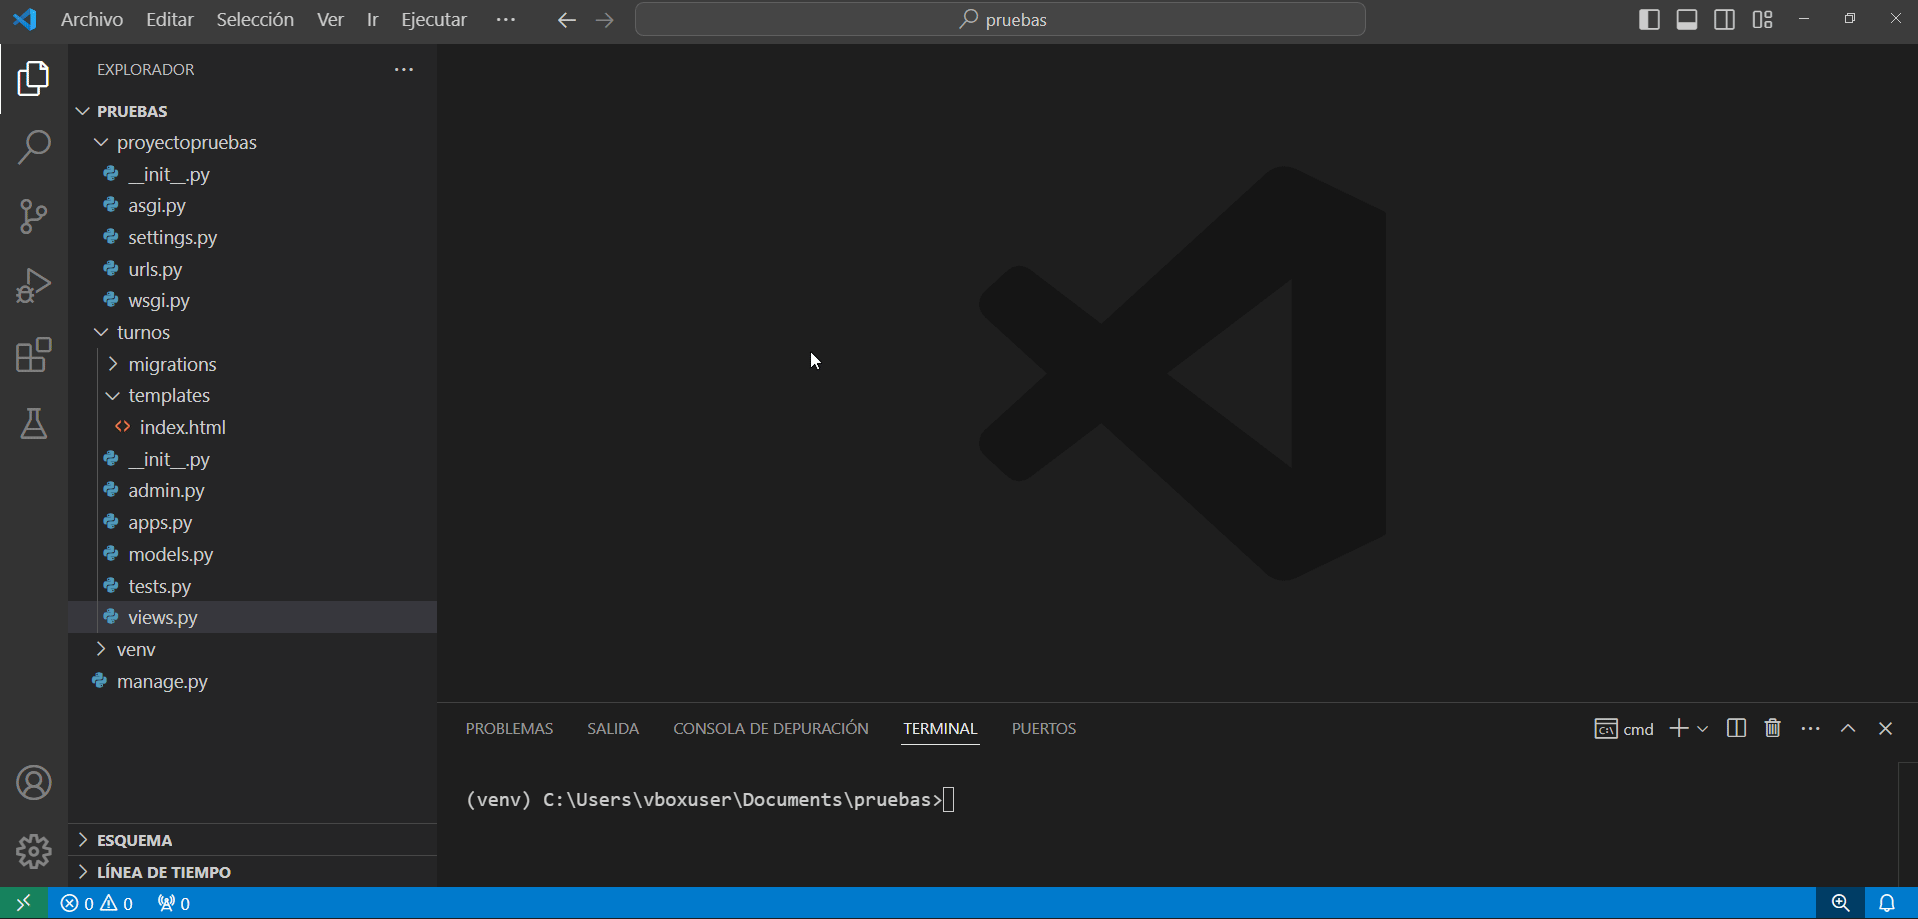 Archivo Editar Selección Ver Ir Ejecutar ··· pruebas
EXPLORADOR ···
PRUEBAS
proyectopruebas
__init__.py
asgi.py
settings.py
urls.py
wsgi.py
turnos
migrations
templates
<> index.html
__init__.py
admin.py
apps.py
models.py
tests.py
views.py
venv
manage.py
ESQUEMA
LÍNEA DE TIEMPO
PROBLEMAS SALIDA CONSOLA DE DEPURACIÓN TERMINAL PUERTOS cmd ···
(venv) C:\Users\vboxuser\Documents\pruebas>
0 0 0